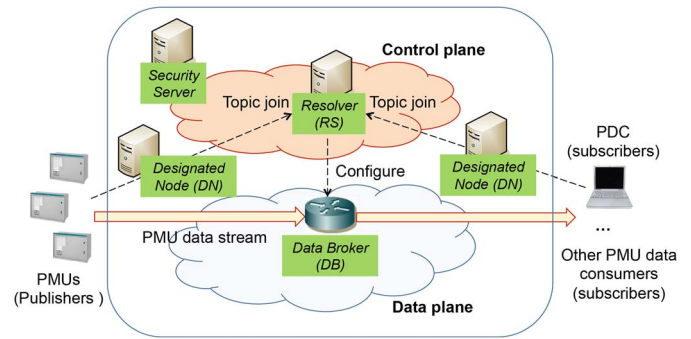 Control plane
Security
Server
Topic join
Resolver
(RS)
Topic join
Designated
Node (DN)
Designated
Node (DN)
PDC
(subscribers)
Configure
PMU data stream
Data Broker
(DB)
...
Other PMU data
consumers
(subscribers)
PMUs
(Publishers )
Data plane